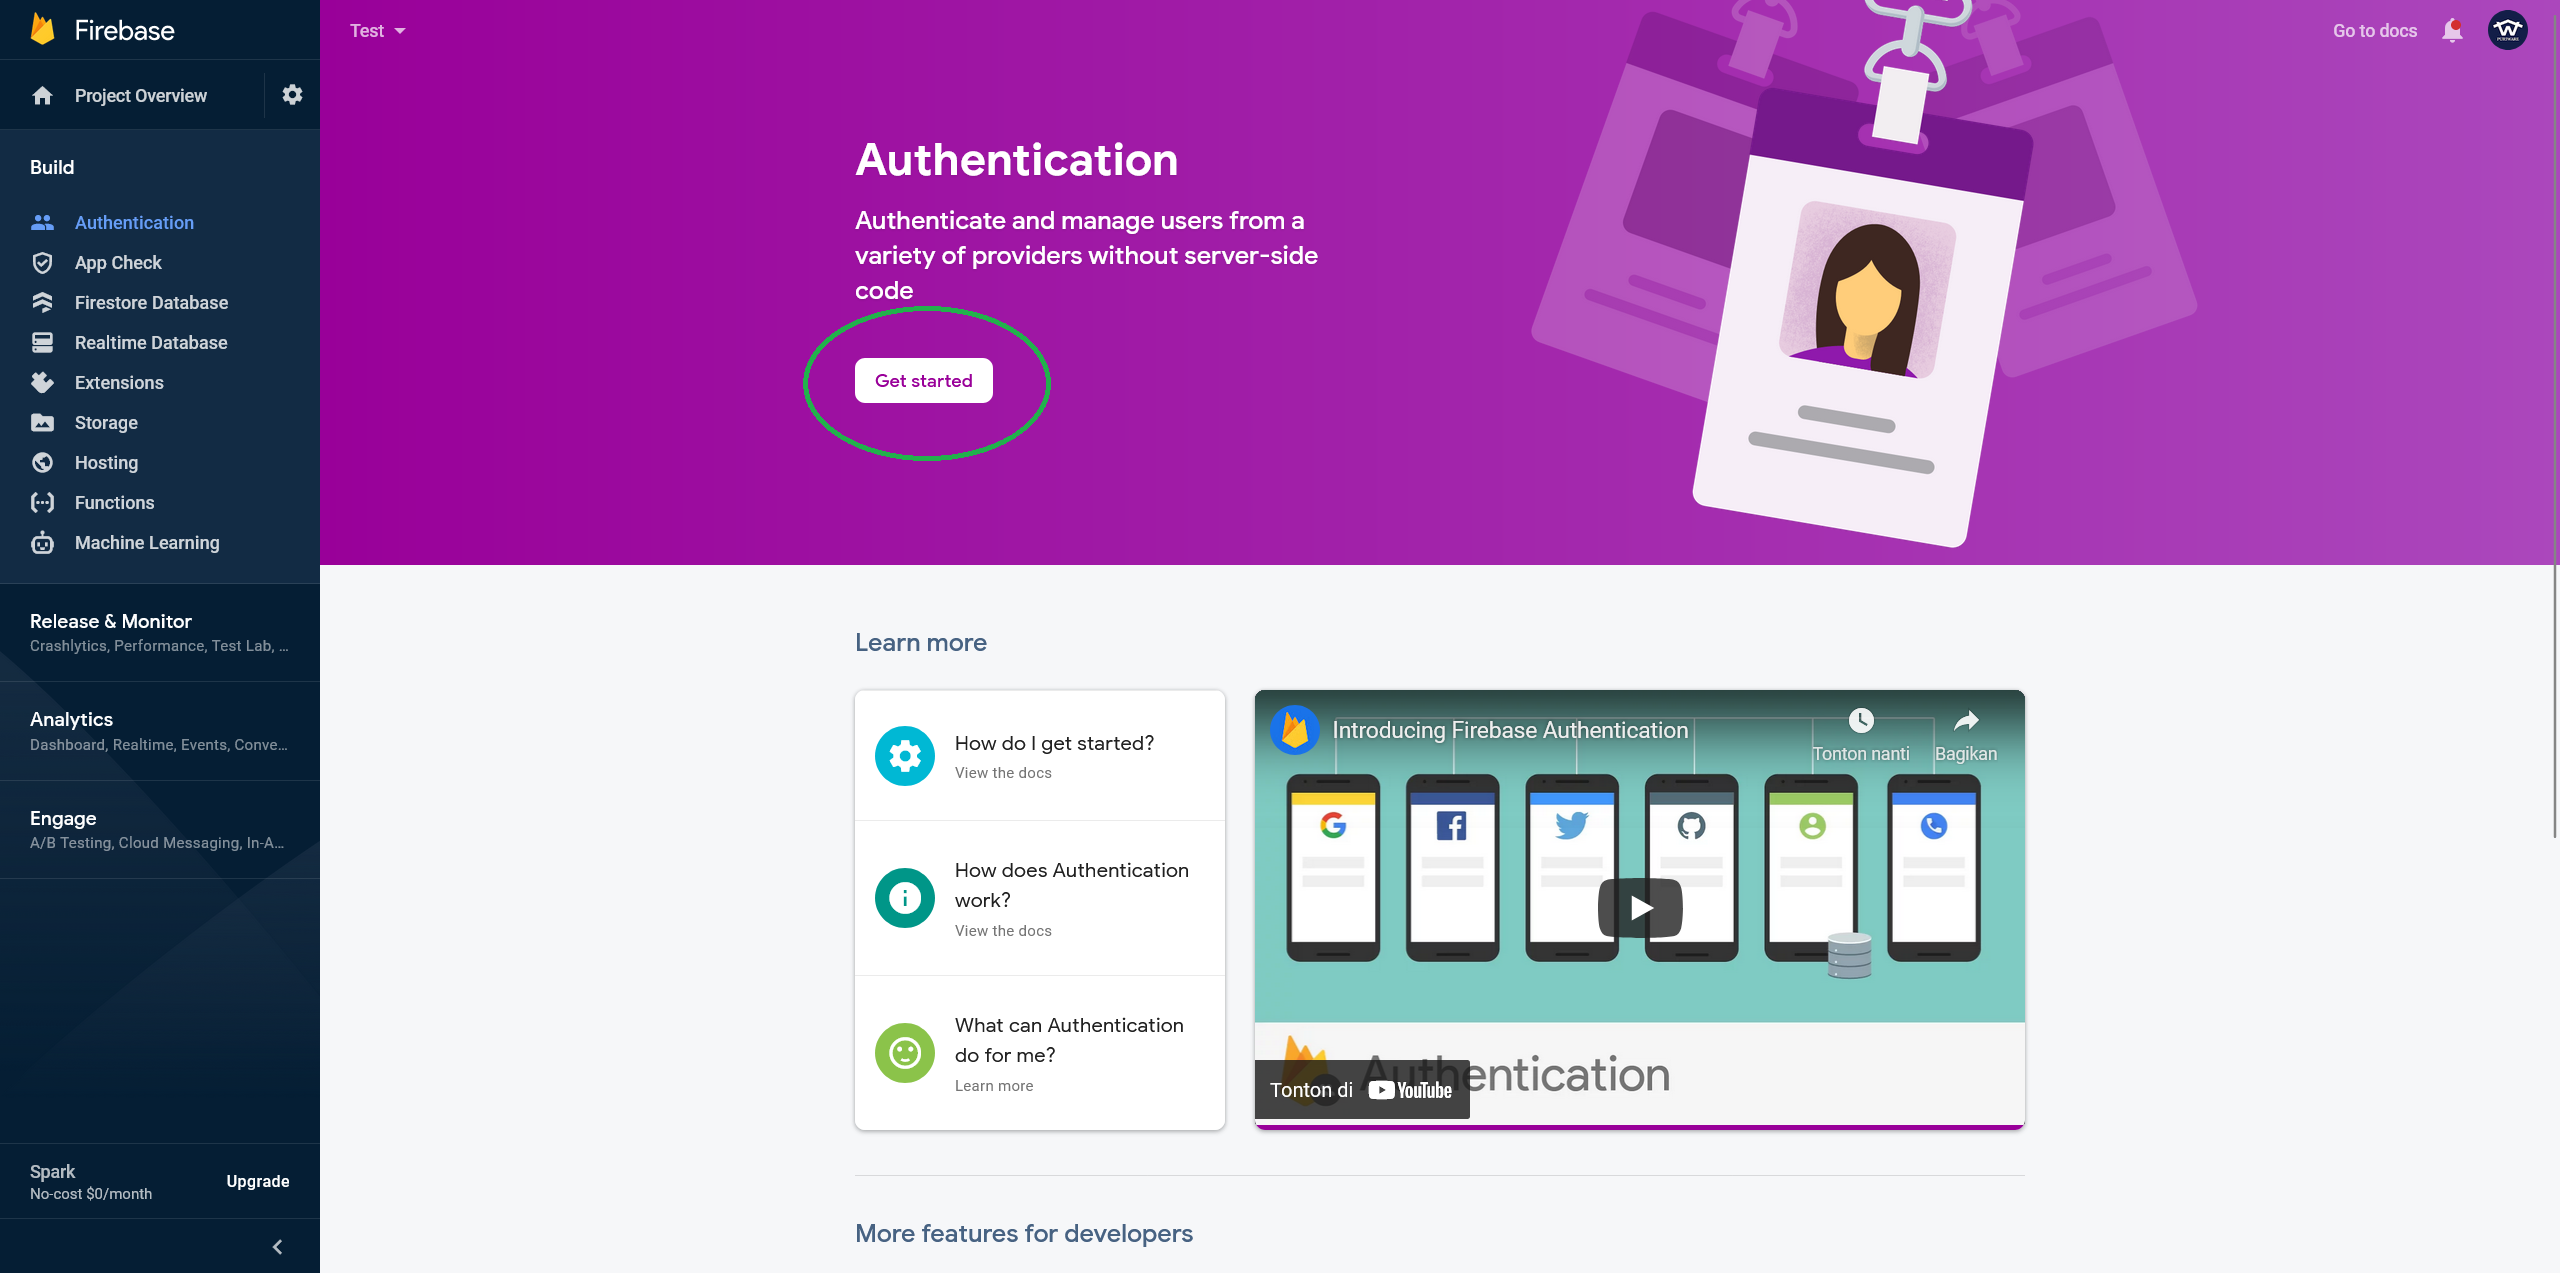 Firebase
Project Overview
Build
Authentication
App Check
Firestore Database
Realtime Database
Extensions
Storage
Hosting
Functions
Machine Learning
Release & Monitor
Crashlytics, Performance, Test Lab, ...
Analytics
Dashboard, Realtime, Events, Conve...
Engage
A/B Testing, Cloud Messaging, In-A...
Spark
No-cost $0/month
Upgrade
Test
Go to docs
Authentication
Authenticate and manage users from a
variety of providers without server-side
code
Get started
Learn more
How do I get started?
View the docs
How does Authentication
work?
View the docs
What can Authentication
do for me?
Learn more
Introducing Firebase Authentication
Tonton nanti
Bagikan
Authentication
Tonton di YouTube
More features for developers